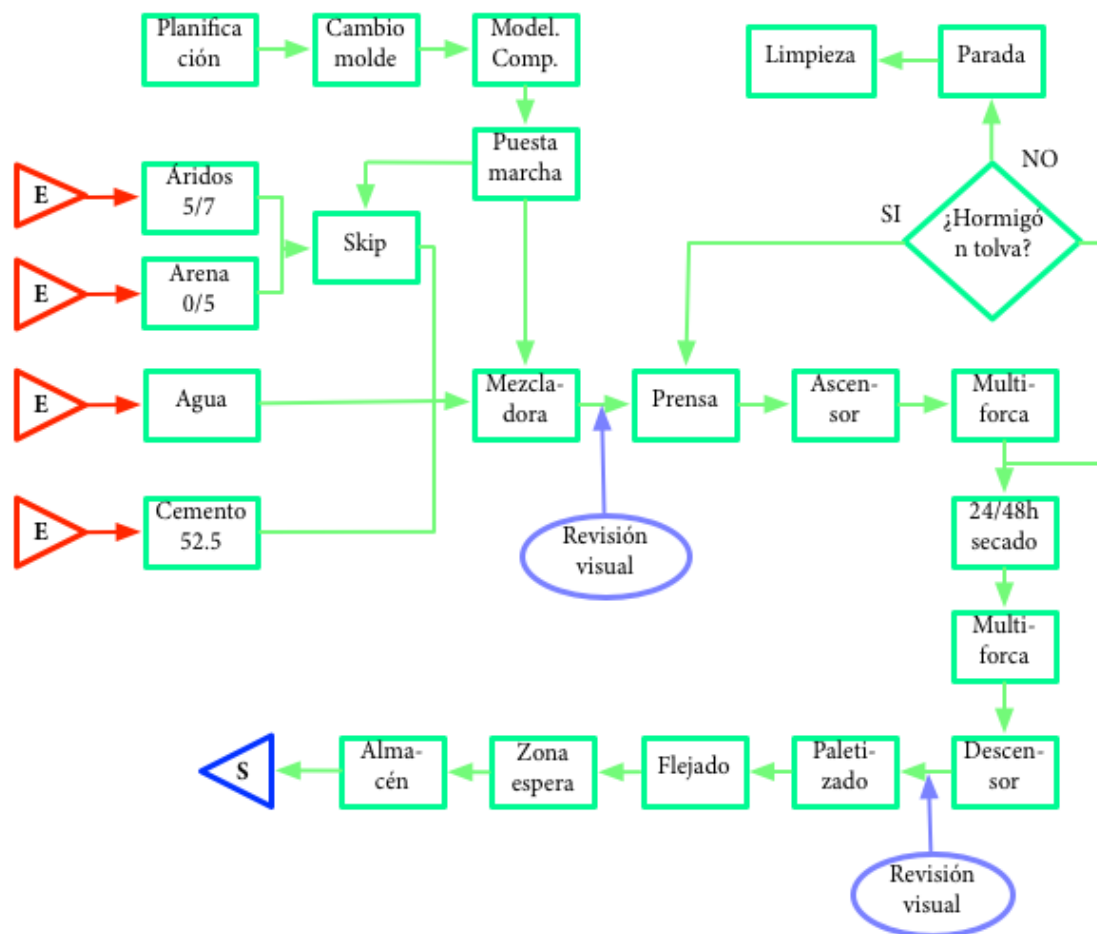 Planifica
ción
Cambio
molde
Model.
Comp.
Limpieza
Parada
Puesta
marcha
NO
E
Áridos
5/7
SI
¿Hormigó
n tolva?
Skip
E
Arena
0/5
E
Agua
Mezcla-
dora
Prensa
Ascen-
sor
Multi-
forca
E
Cemento
52.5
Revisión
visual
24/48h
secado
Multi-
forca
S
Alma-
cén
Zona
espera
Flejado
Paleti-
zado
Descen-
sor
Revisión
visual